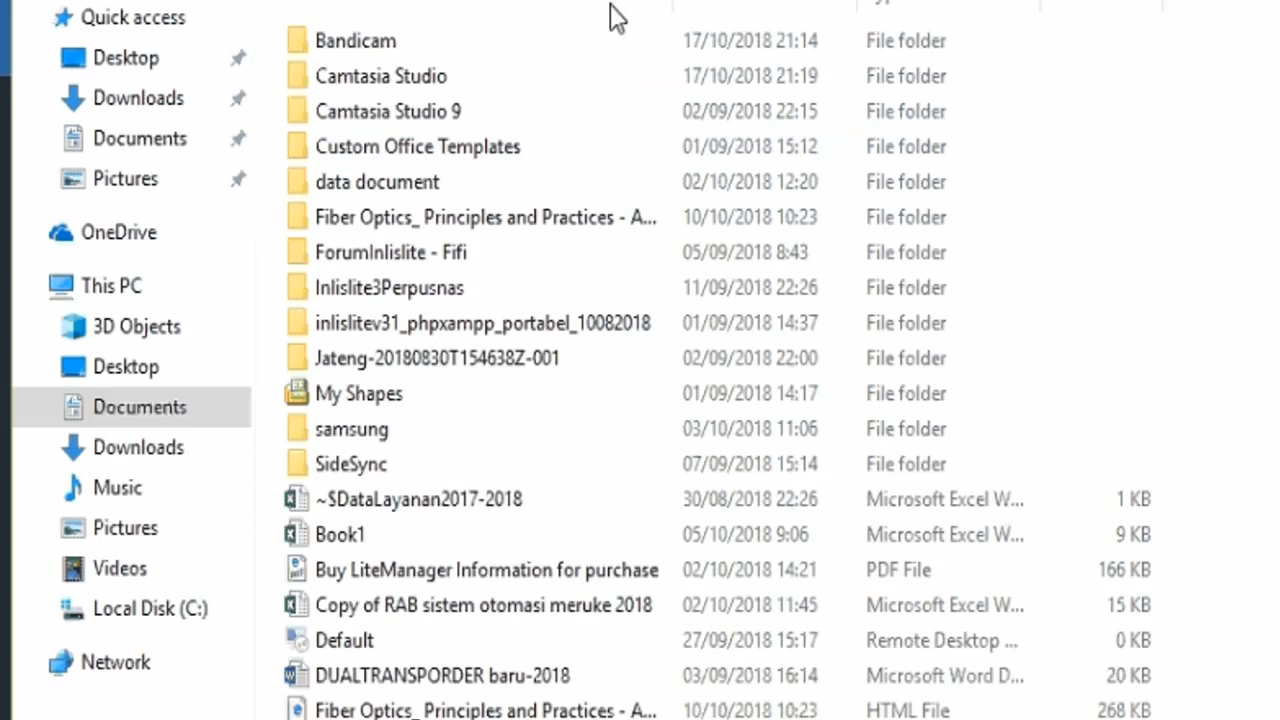 Quick access
Desktop
Downloads
Documents
Pictures
OneDrive
This PC
3D Objects
Desktop
Documents
Downloads
Music
Pictures
Videos
Local Disk (C:)
Network
Bandicam 17/10/2018 21:14 File folder
Camtasia Studio 17/10/2018 21:19 File folder
Camtasia Studio 9 02/09/2018 22:15 File folder
Custom Office Templates 01/09/2018 15:12 File folder
data document 02/10/2018 12:20 File folder
Fiber Optics_ Principles and Practices - A... 10/10/2018 10:23 File folder
ForumInlislite - Fifi 05/09/2018 8:43 File folder
Inlislite3Perpusnas 11/09/2018 22:26 File folder
inlislitev31_phpxampp_portabel_10082018 01/09/2018 14:37 File folder
Jateng-20180830T154638Z-001 02/09/2018 22:00 File folder
My Shapes 01/09/2018 14:17 File folder
samsung 03/10/2018 11:06 File folder
SideSync 07/09/2018 15:14 File folder
~$DataLayanan2017-2018 30/08/2018 22:26 Microsoft Excel W... 1 KB
Book1 05/10/2018 9:06 Microsoft Excel W... 9 KB
Buy LiteManager Information for purchase 02/10/2018 14:21 PDF File 166 KB
Copy of RAB sistem otomasi meruke 2018 02/10/2018 11:45 Microsoft Excel W... 15 KB
Default 27/09/2018 15:17 Remote Desktop ... 0 KB
DUALTRANSPORDER baru-2018 03/09/2018 16:14 Microsoft Word D... 20 KB
Fiber Optics_ Principles and Practices - A... 10/10/2018 10:23 HTML File 268 KB